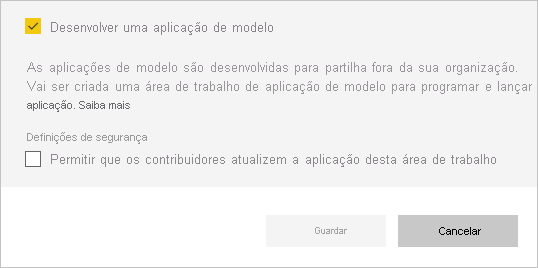 Desenvolver uma aplicação de modelo
As aplicações de modelo são desenvolvidas para partilha fora da sua organização.
Vai ser criada uma área de trabalho de aplicação de modelo para programar e lançar
aplicação. Saiba mais
Definições de segurança
Permitir que os contribuidores atualizem a aplicação desta área de trabalho
Guardar
Cancelar